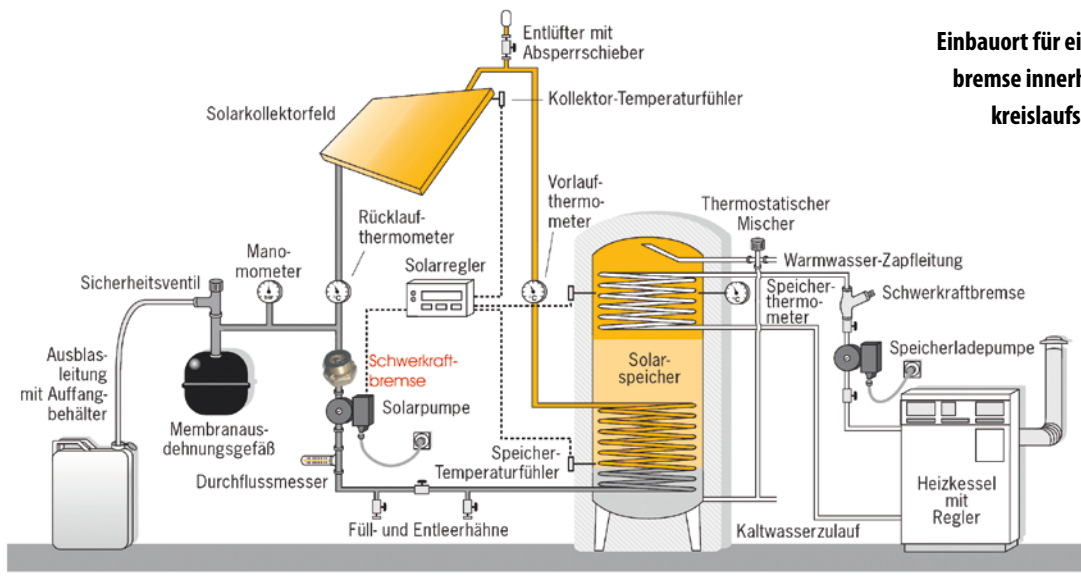 Entlüfter mit
Absperrschieber
Einbauort für ei
bremse innerh
kreislaufs
Kollektor-Temperaturfühler
Solarkollektorfeld
Vorlauf-
thermo-
meter
Thermostatischer
Mischer
Rücklauf-
thermometer
Mano-
mometer
Solarregler
Sicherheitsventil
Warmwasser-Zapfleitung
Speicher-
thermo-
meter
Schwerkraftbremse
bar
°C
°C
°C
Ausblas-
leitung
mit Auffang-
behälter
Schwerkraft-
bremse
Solar-
speicher
Speicherladepumpe
Solarpumpe
Membranaus-
dehnungsgefäß
Speicher-
Temperaturfühler
Durchflussmesser
Heizkessel
mit
Regler
Füll- und Entleerhähne
Kaltwasserzulauf